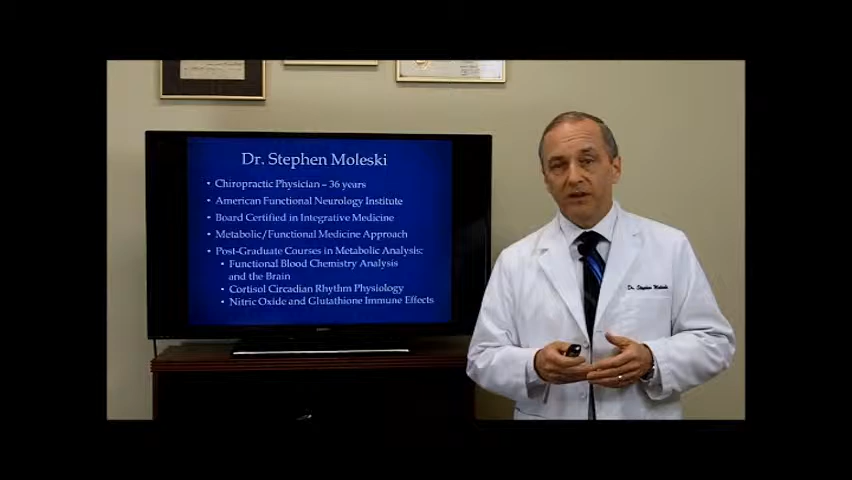 Dr. Stephen Moleski
• Chiropractic Physician – 36 years
• American Functional Neurology Institute
• Board Certified in Integrative Medicine
• Metabolic/Functional Medicine Approach
• Post-Graduate Courses in Metabolic Analysis:
• Functional Blood Chemistry Analysis
and the Brain
• Cortisol Circadian Rhythm Physiology
• Nitric Oxide and Glutathione Immune Effects
Dr. Stephen Moleski